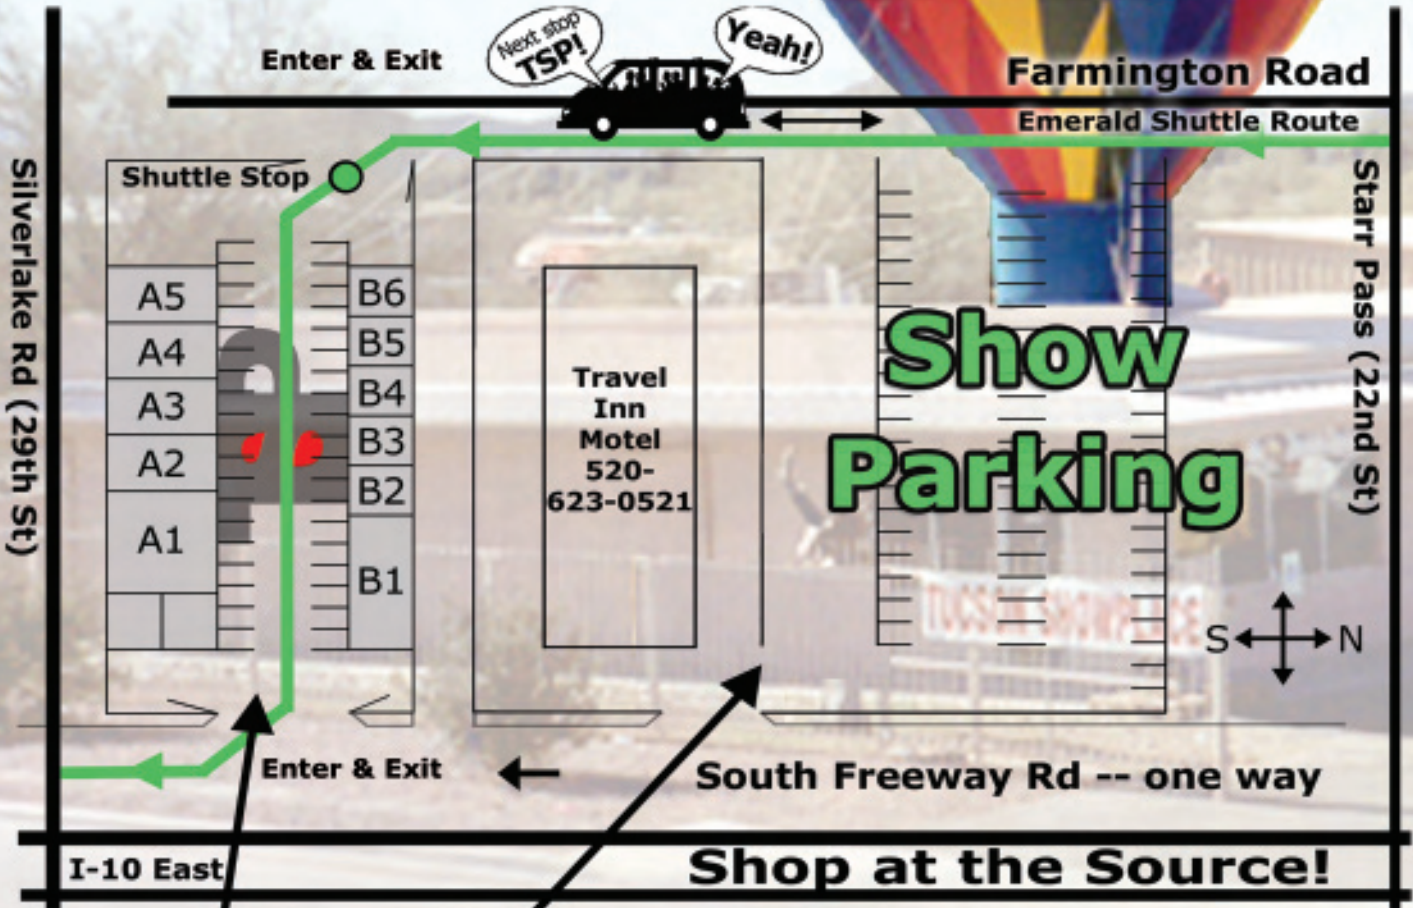 Next stop
TSP!
Yeah!
Enter & Exit
Farmington Road
Emerald Shuttle Route
Shuttle Stop
Silverlake Rd (29th St)
Starr Pass (22nd St)
A5
A4
A3
A2
A1
B6
B5
B4
B3
B2
B1
Travel
Inn
Motel
520-
623-0521
Show
Parking
TUCSON SHOWPLACE
S
N
Enter & Exit
South Freeway Rd -- one way
I-10 East
Shop at the Source!